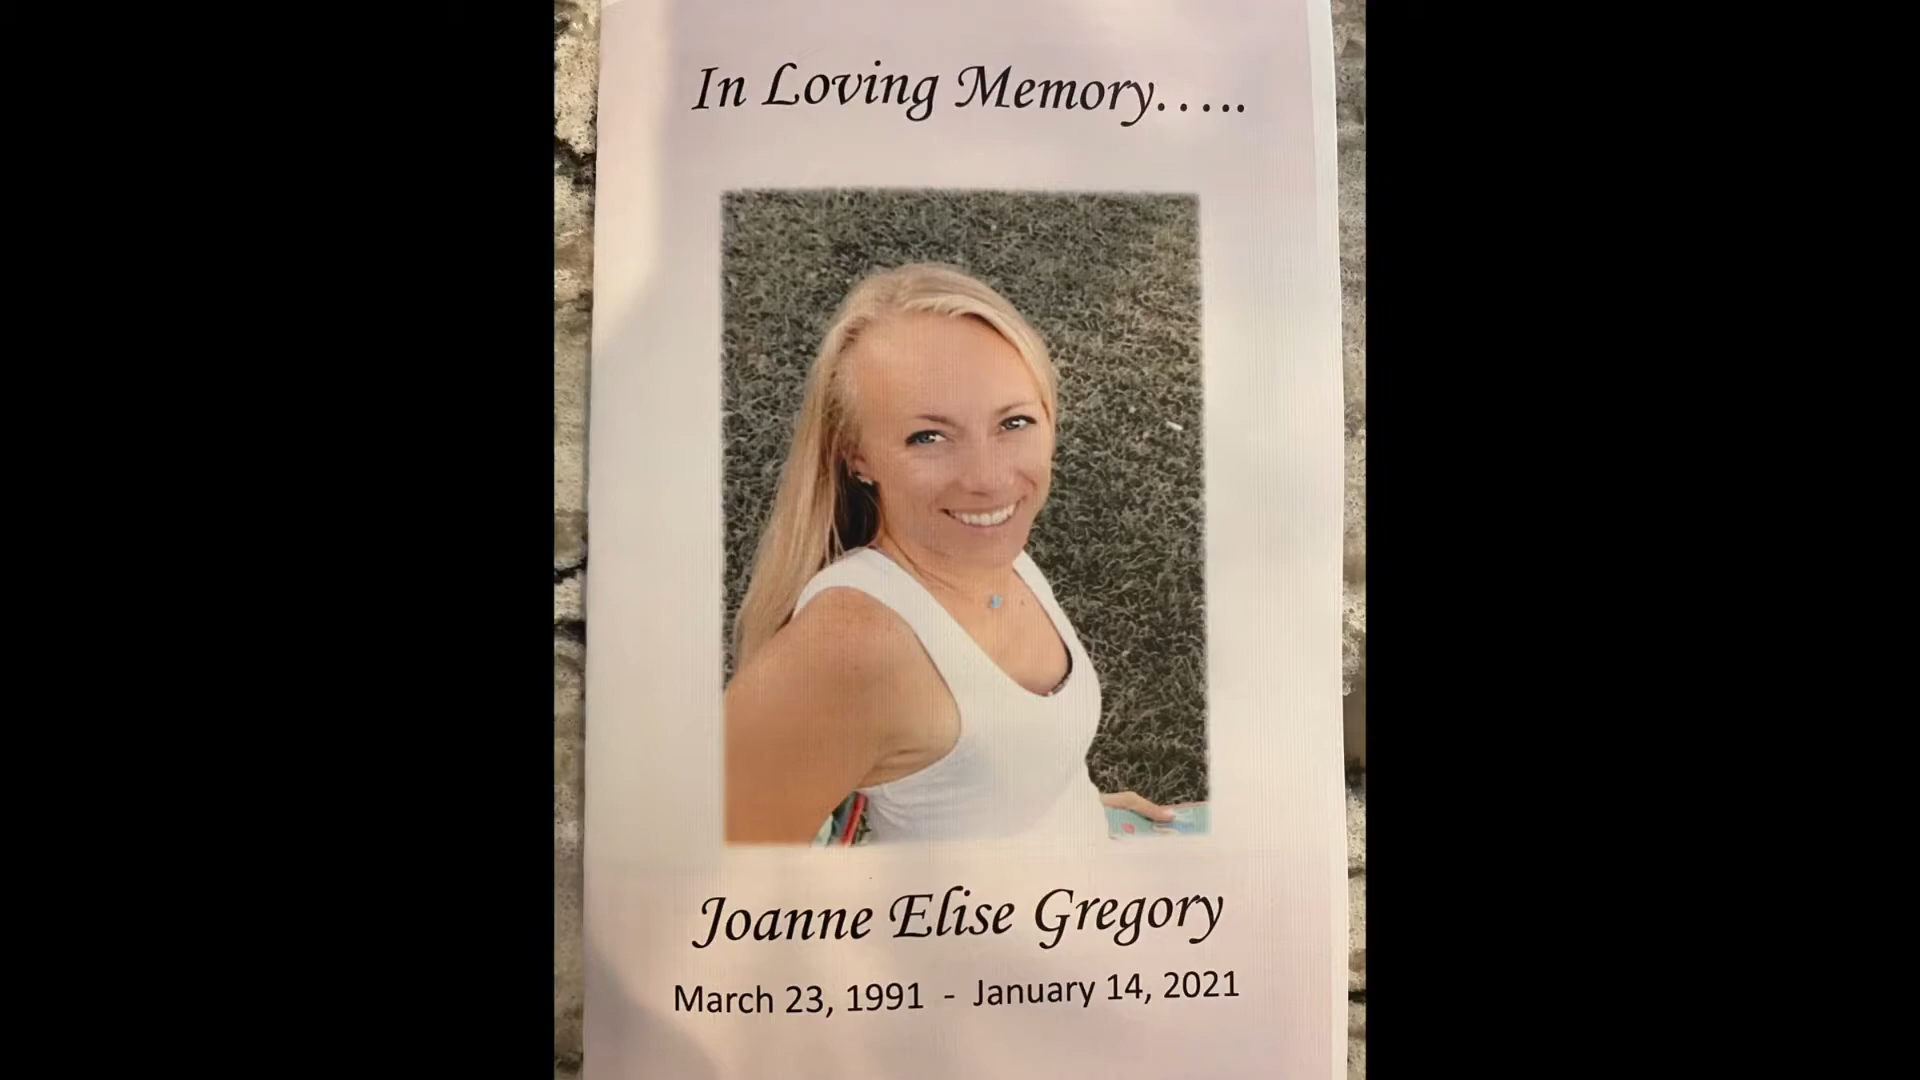 In Loving Memory.....
Joanne Elise Gregory
March 23, 1991 - January 14, 2021